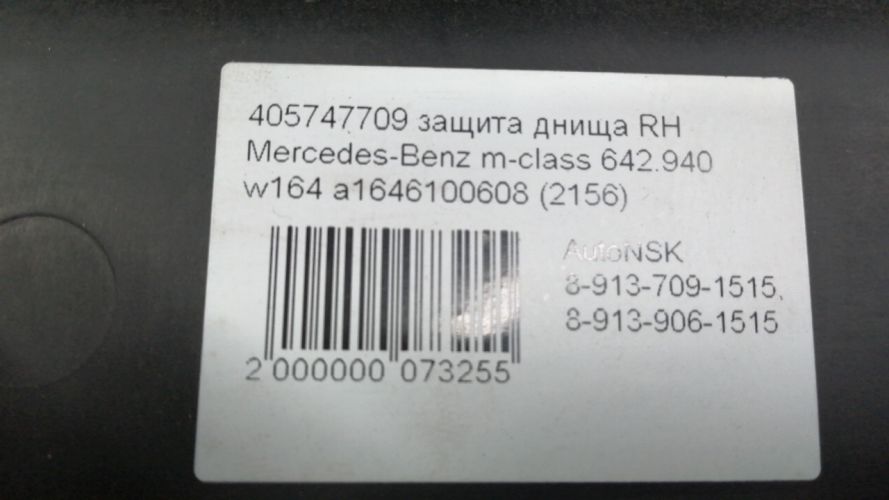 405747709 защита днища RH
Mercedes-Benz m-class 642.940
w164 a1646100608 (2156)
AutoNSK
8-913-709-1515,
8-913-906-1515
2 000000 073255